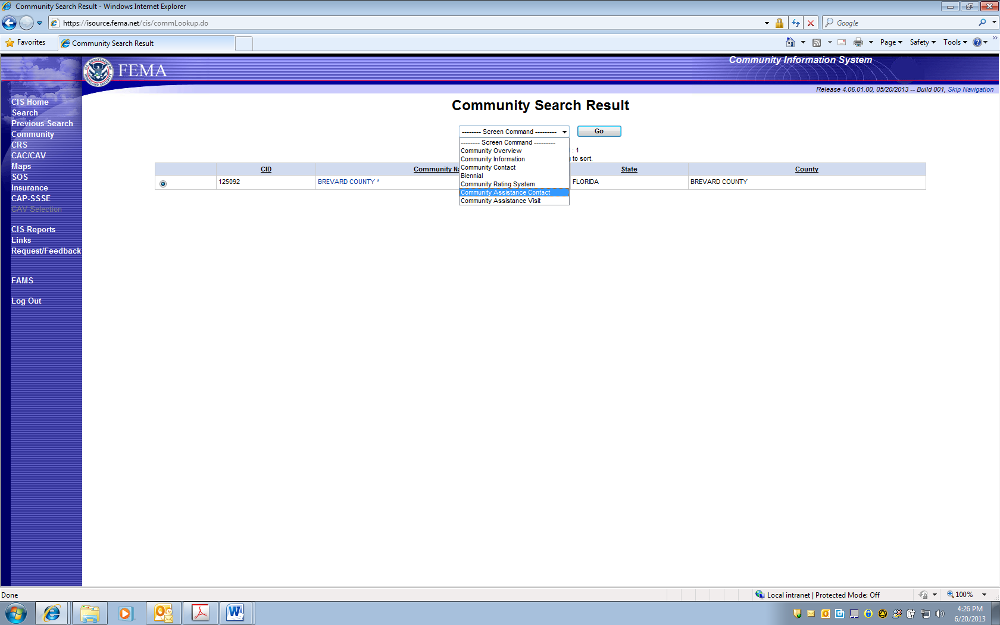 Community Search Result - Windows Internet Explorer
https://isource.fema.net/cis/commLookup.do
Google
Favorites
Community Search Result
Page
Safety
Tools
»
FEMA
Community Information System
Release 4.06.01.00, 05/20/2013 -- Build 001, Skip Navigation
CIS Home
Search
Previous Search
Community
CRS
CAC/CAV
Maps
SOS
Insurance
CAP-SSSE
CAV Selection
CIS Reports
Links
Request/Feedback
FAMS
Log Out
Community Search Result
-------- Screen Command ---------
Go
-------- Screen Command ---------
Community Overview
Community Information
Community Contact
Biennial
Community Rating System
Community Assistance Contact
Community Assistance Visit
: 1
to sort.
CID Community State County
125092 BREVARD COUNTY * FLORIDA BREVARD COUNTY
Done
Local intranet | Protected Mode: Off
100%
4:26 PM
6/20/2013